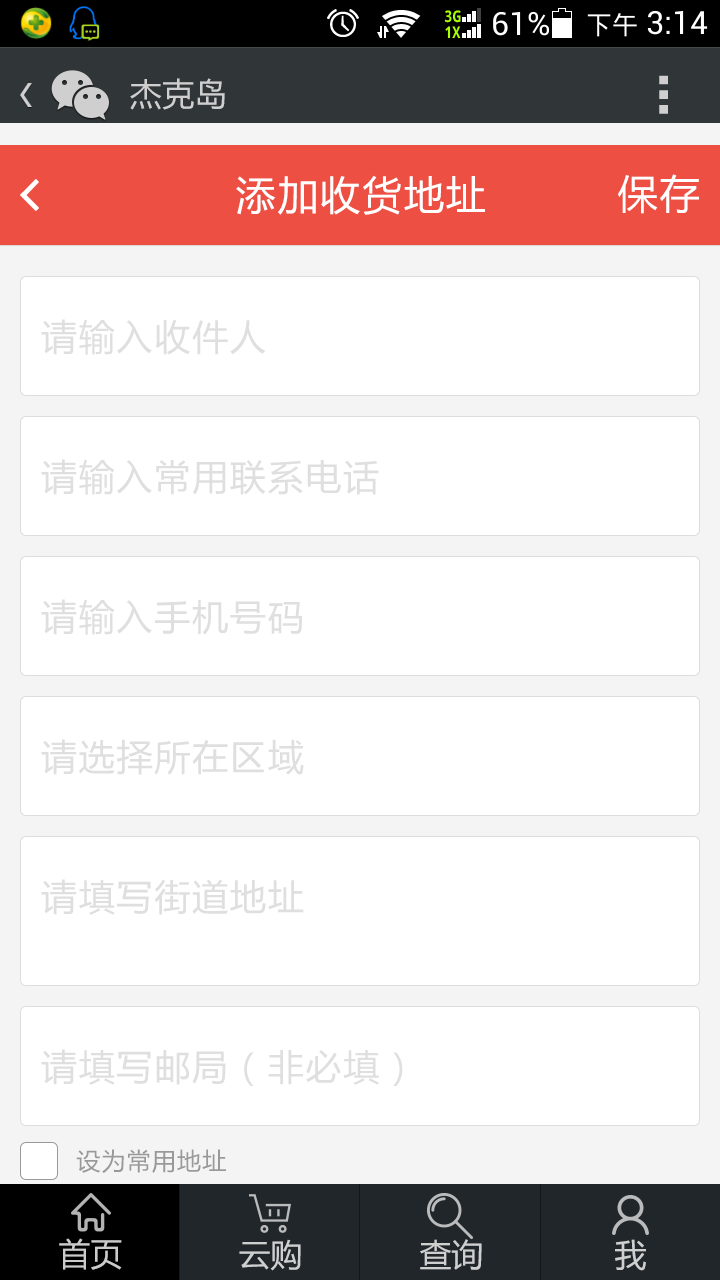 3G 1X 61% 下午 3:14
杰克岛
添加收货地址 保存
请输入收件人
请输入常用联系电话
请输入手机号码
请选择所在区域
请填写街道地址
请填写邮局（非必填）
设为常用地址
首页 云购 查询 我